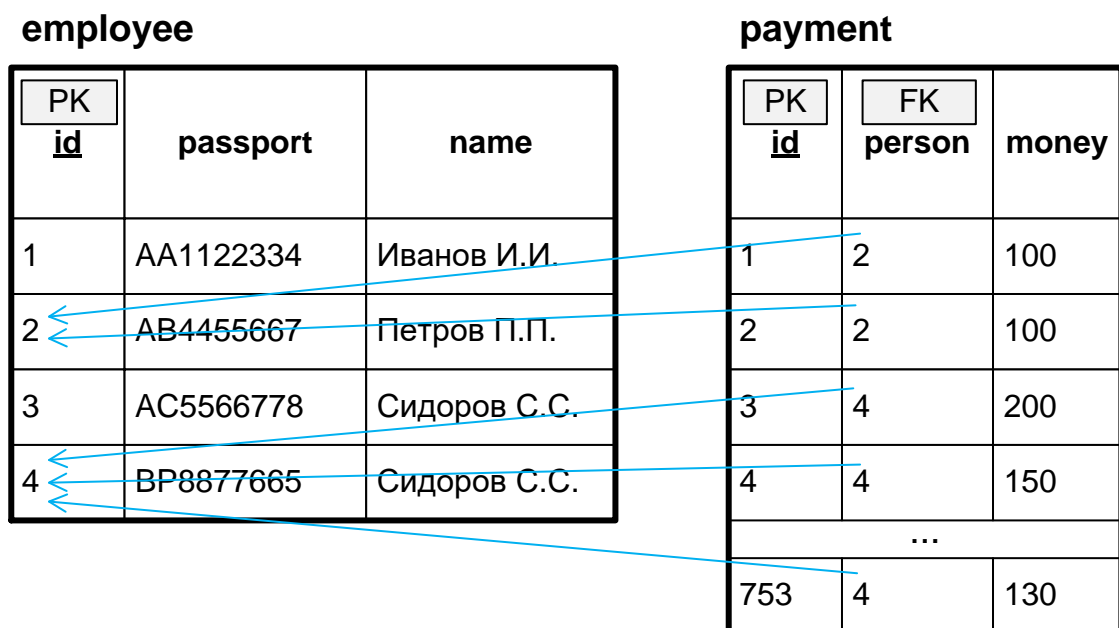 employee
PK
id passport name
1 AA1122334 Иванов И.И.
2 AB4455667 Петров П.П.
3 AC5566778 Сидоров С.С.
4 BP8877665 Сидоров С.С.
payment
PK FK
id person money
1 2 100
2 2 100
3 4 200
4 4 150
...
753 4 130